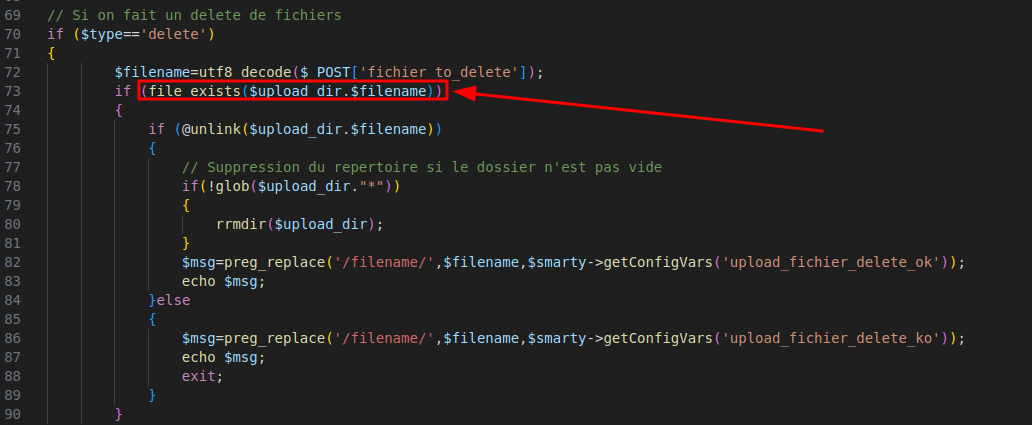 69 // Si on fait un delete de fichiers
70 if ($type=='delete')
71 {
72 $filename=utf8_decode($_POST['fichier_to_delete']);
73 if (file_exists($upload_dir.$filename))
74 {
75 if (@unlink($upload_dir.$filename))
76 {
77 // Suppression du repertoire si le dossier n'est pas vide
78 if(!glob($upload_dir."*"))
79 {
80 rrmdir($upload_dir);
81 }
82 $msg=preg_replace('/filename/',$filename,$smarty->getConfigVars('upload_fichier_delete_ok'));
83 echo $msg;
84 }else
85 {
86 $msg=preg_replace('/filename/',$filename,$smarty->getConfigVars('upload_fichier_delete_ko'));
87 echo $msg;
88 exit;
89 }
90 }